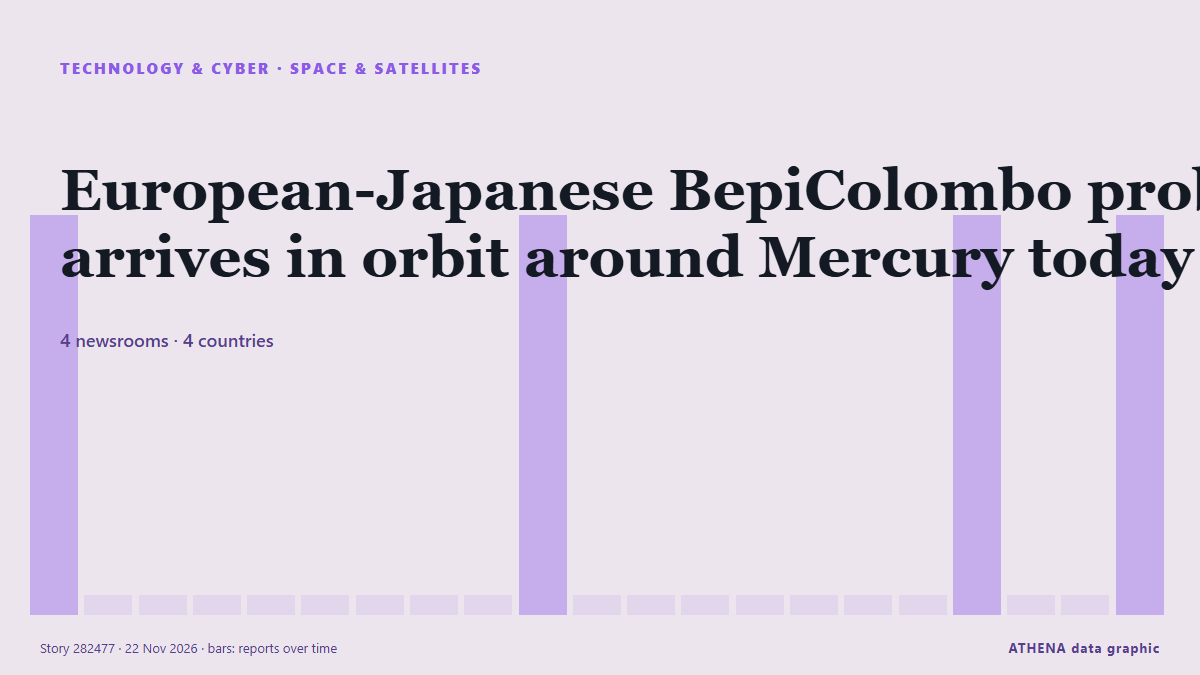 TECHNOLOGY & CYBER · SPACE & SATELLITES
European-Japanese BepiColombo
arrives in orbit around Mercury today
4 newsrooms · 4 countries
Story 282477 · 22 Nov 2026 · bars: reports over time
ATHENA data graphic